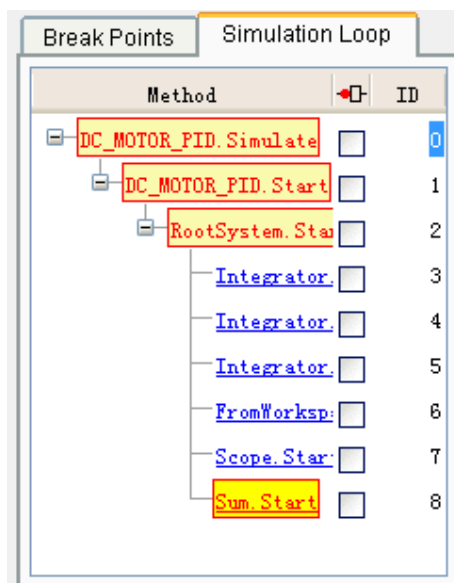 Break Points Simulation Loop
Method ID
DC_MOTOR_PID.Simulate 0
DC_MOTOR_PID.Start 1
RootSystem.Star 2
Integrator. 3
Integrator. 4
Integrator. 5
FromWorksp 6
Scope.Star 7
Sum.Start 8